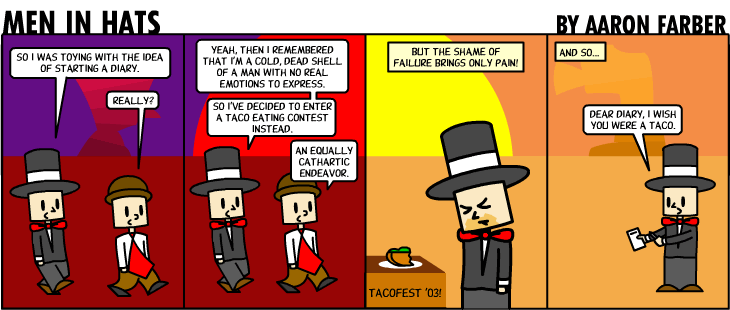 MEN IN HATS
BY AARON FARBER
SO I WAS TOYING WITH THE IDEA
OF STARTING A DIARY.
REALLY?
YEAH, THEN I REMEMBERED
THAT I'M A COLD, DEAD SHELL
OF A MAN WITH NO REAL
EMOTIONS TO EXPRESS.
SO I'VE DECIDED TO ENTER
A TACO EATING CONTEST
INSTEAD.
AN EQUALLY
CATHARTIC
ENDEAVOR.
BUT THE SHAME OF
FAILURE BRINGS ONLY PAIN!
TACOFEST '03!
AND SO...
DEAR DIARY, I WISH
YOU WERE A TACO.